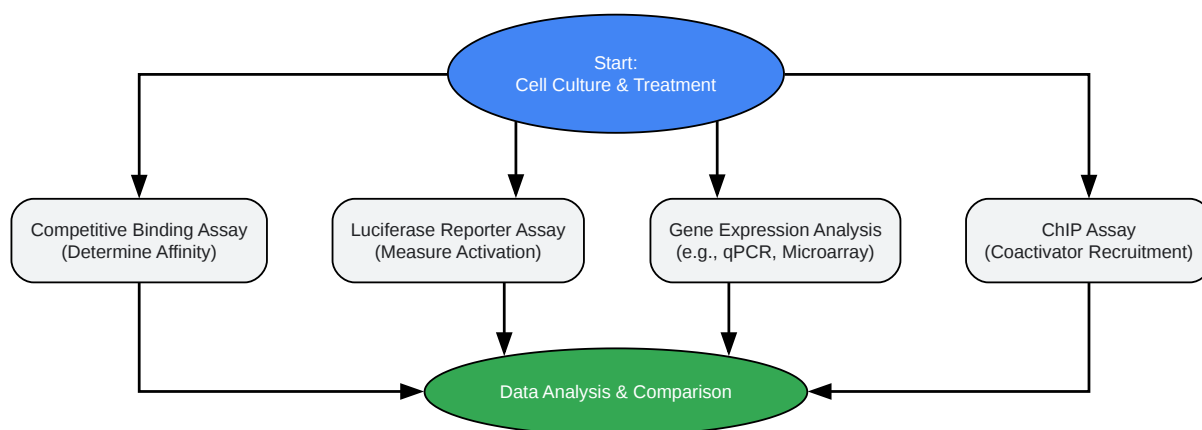 Start:
Cell Culture & Treatment
Competitive Binding Assay
(Determine Affinity)
Luciferase Reporter Assay
(Measure Activation)
Gene Expression Analysis
(e.g., qPCR, Microarray)
ChIP Assay
(Coactivator Recruitment)
Data Analysis & Comparison